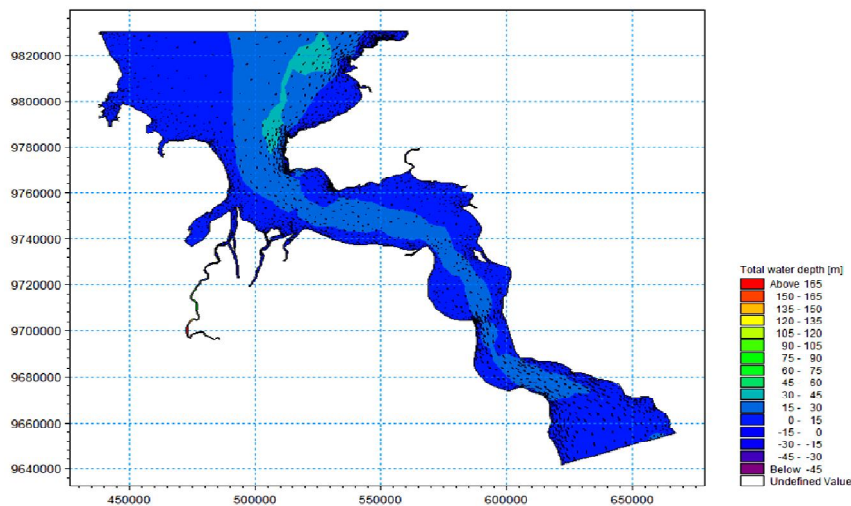 9820000
9800000
9780000
9760000
9740000
9720000
9700000
9680000
9660000
9640000
450000 500000 550000 600000 650000
Total water depth [m]
Above 165
150 - 165
135 - 150
120 - 135
105 - 120
90 - 105
75 - 90
60 - 75
45 - 60
30 - 45
15 - 30
0 - 15
-15 - 0
-30 - -15
-45 - -30
Below -45
Undefined Value